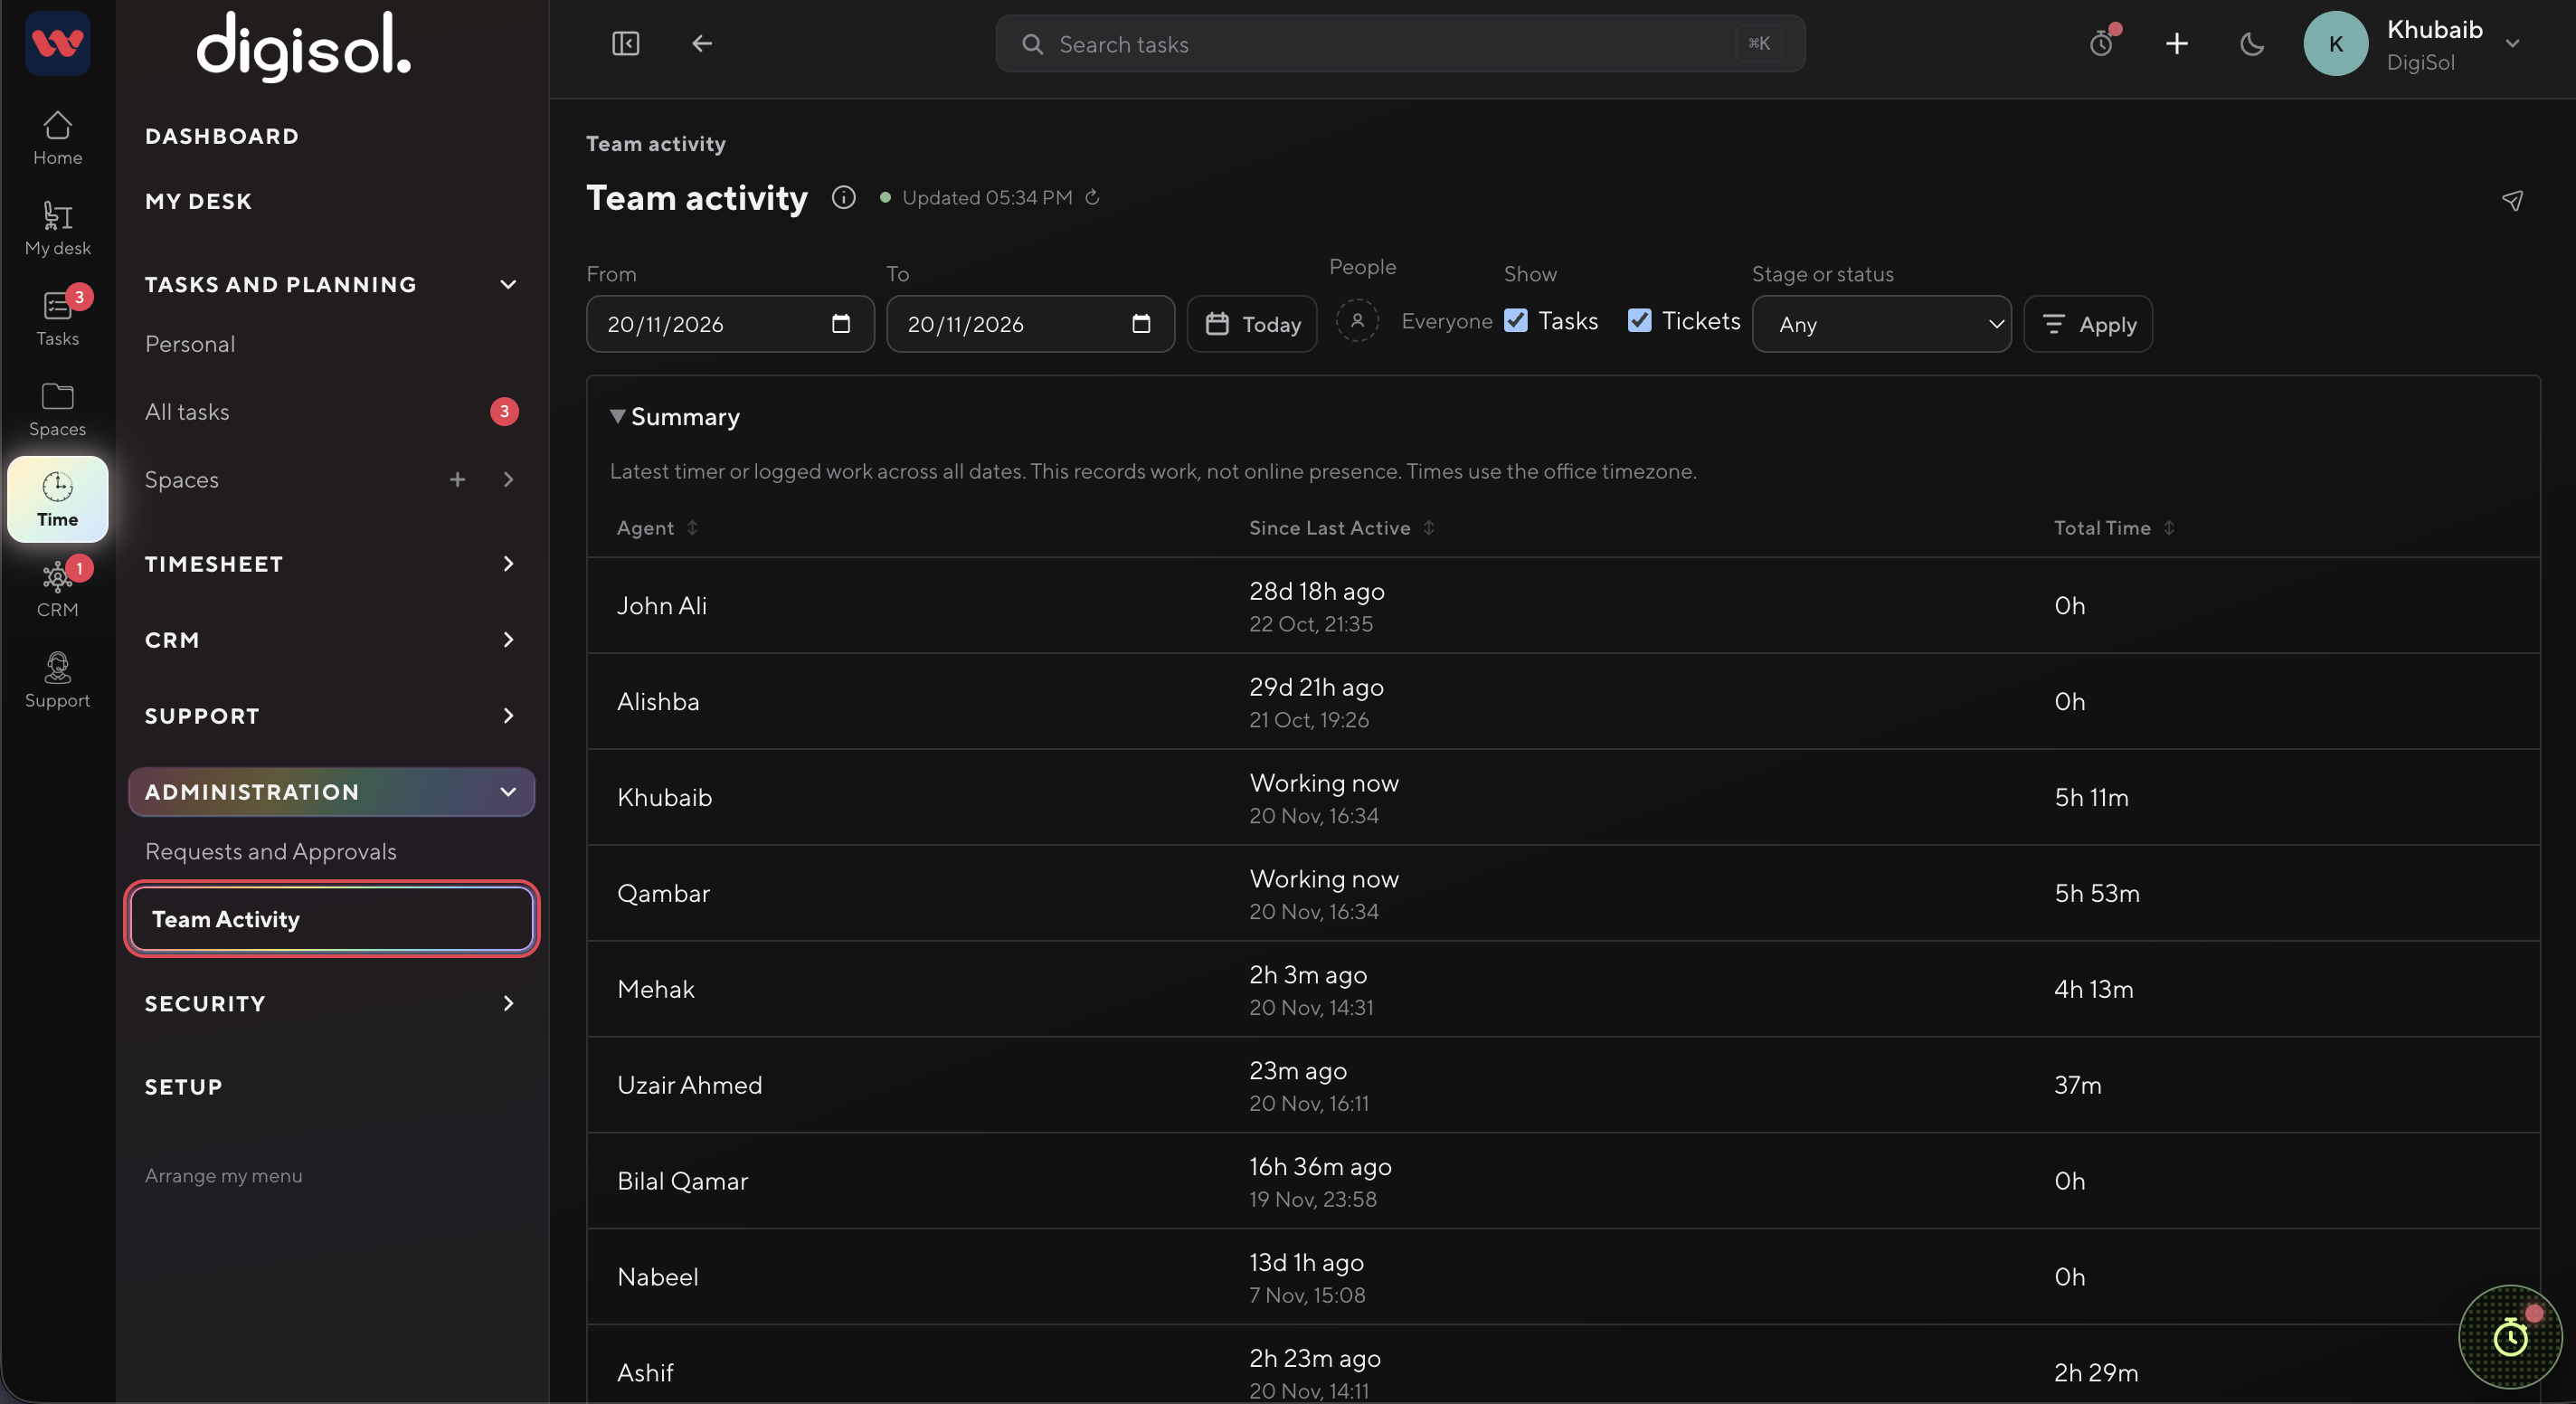 Home
My desk
3
Tasks
Spaces
Time
1
CRM
Support
digisol.
DASHBOARD
MY DESK
TASKS AND PLANNING
Personal
All tasks 3
Spaces +
TIMESHEET
CRM
SUPPORT
ADMINISTRATION
Requests and Approvals
Team Activity
SECURITY
SETUP
Arrange my menu
Search tasks ⌘K
K
Khubaib
DigiSol
Team activity
Team activity Updated 05:34 PM
From To People Show Stage or status
20/11/2026 20/11/2026 Today Everyone Tasks Tickets Any Apply
Summary
Latest timer or logged work across all dates. This records work, not online presence. Times use the office timezone.
Agent Since Last Active Total Time
John Ali 28d 18h ago 0h
22 Oct, 21:35
Alishba 29d 21h ago 0h
21 Oct, 19:26
Khubaib Working now 5h 11m
20 Nov, 16:34
Qambar Working now 5h 53m
20 Nov, 16:34
Mehak 2h 3m ago 4h 13m
20 Nov, 14:31
Uzair Ahmed 23m ago 37m
20 Nov, 16:11
Bilal Qamar 16h 36m ago 0h
19 Nov, 23:58
Nabeel 13d 1h ago 0h
7 Nov, 15:08
Ashif 2h 23m ago 2h 29m
20 Nov, 14:11